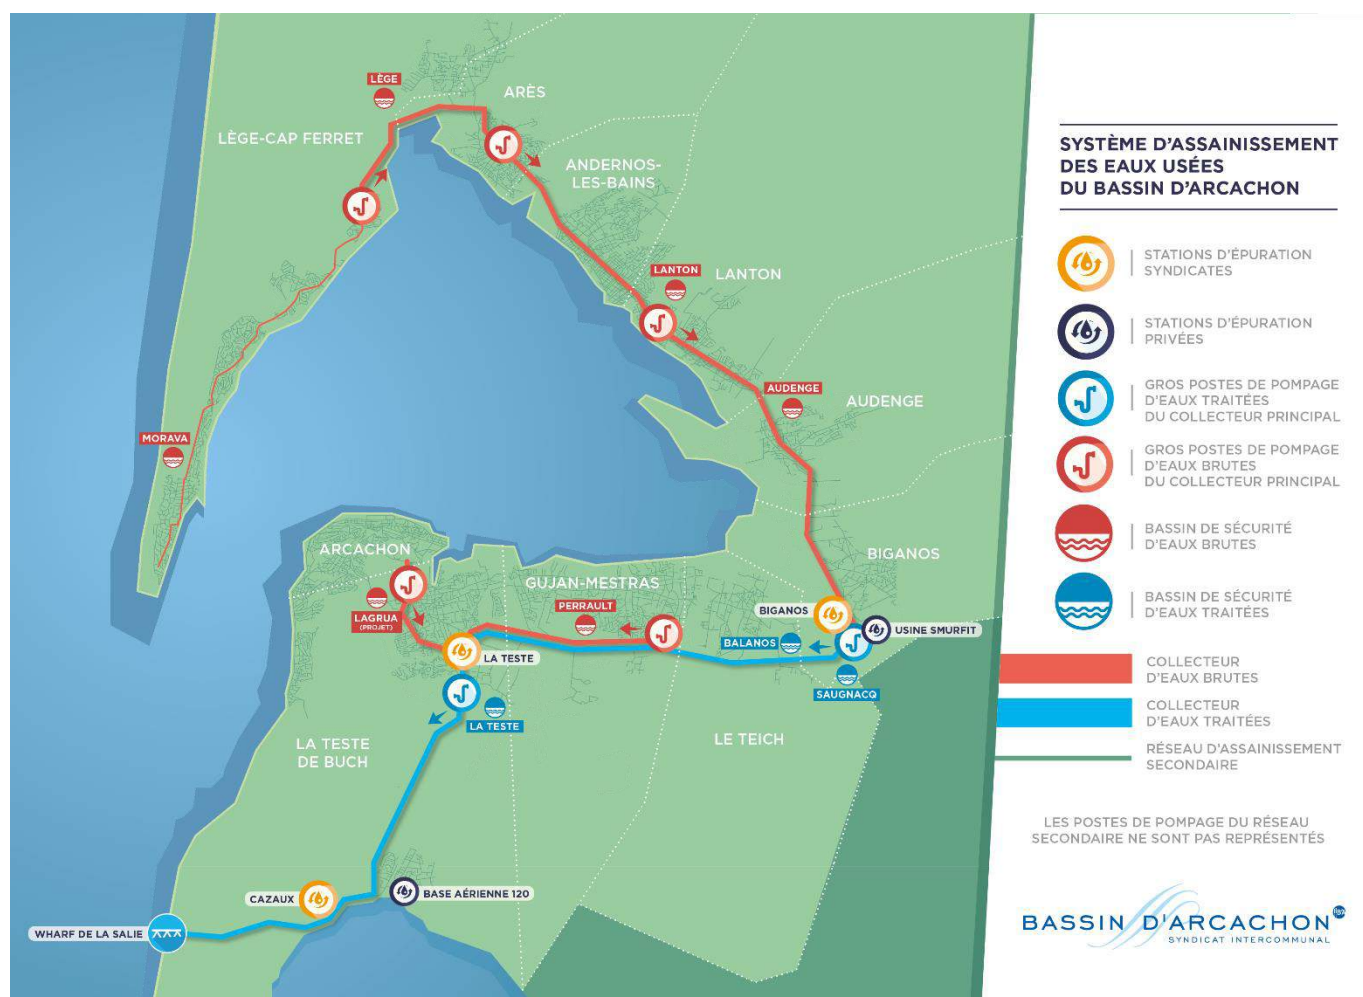 LÈGE
ARÈS
LÈGE-CAP FERRET
ANDERNOS-
LES-BAINS
LANTON
LANTON
AUDENGE
AUDENGE
MORAVA
ARCACHON
BIGANOS
GUJAN-MESTRAS
LAGRUA
(PROJET)
PERRAULT
BIGANOS
USINE SMURFIT
BALANOS
LA TESTE
SAUGNACQ
LA TESTE
LA TESTE
DE BUCH
LE TEICH
CAZAUX
BASE AÉRIENNE 120
WHARF DE LA SALIE
SYSTÈME D'ASSAINISSEMENT
DES EAUX USÉES
DU BASSIN D'ARCACHON
STATIONS D'ÉPURATION
SYNDICATES
STATIONS D'ÉPURATION
PRIVÉES
GROS POSTES DE POMPAGE
D'EAUX TRAITÉES
DU COLLECTEUR PRINCIPAL
GROS POSTES DE POMPAGE
D'EAUX BRUTES
DU COLLECTEUR PRINCIPAL
BASSIN DE SÉCURITÉ
D'EAUX BRUTES
BASSIN DE SÉCURITÉ
D'EAUX TRAITÉES
COLLECTEUR
D'EAUX BRUTES
COLLECTEUR
D'EAUX TRAITÉES
RÉSEAU D'ASSAINISSEMENT
SECONDAIRE
LES POSTES DE POMPAGE DU RÉSEAU
SECONDAIRE NE SONT PAS REPRÉSENTÉS
BASSIN D'ARCACHON
SYNDICAT INTERCOMMUNAL